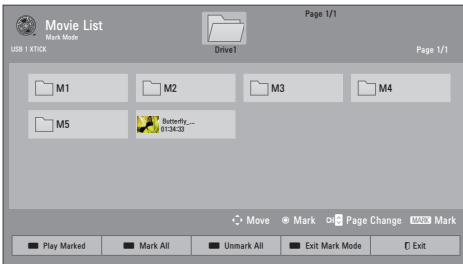 Movie List
Page 1/1
Mark Mode
USB 1 XTICK
Drive1
Page 1/1
M1
M2
M3
M4
M5
Butterfly_...
01:34:33
Move
Mark
CH
Page Change
MARK
Mark
Play Marked
Mark All
Unmark All
Exit Mark Mode
Exit